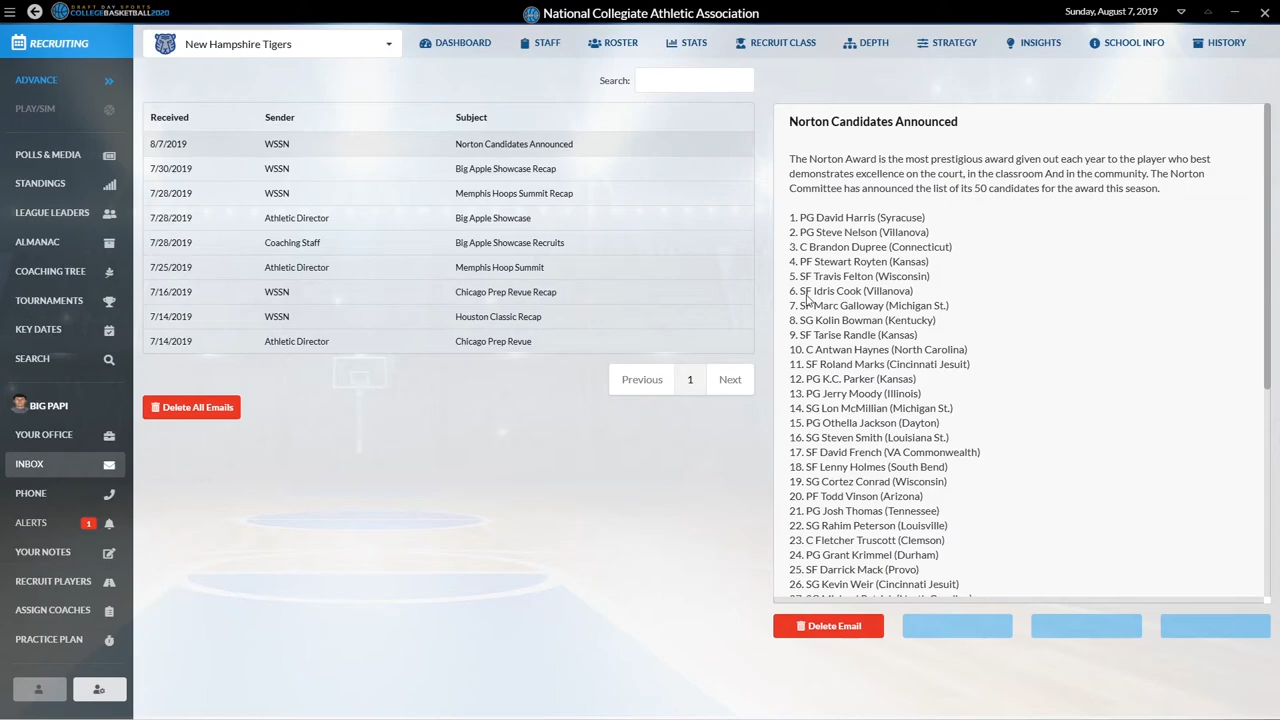 DRAFT DAY SPORTS
COLLEGE BASKETBALL 2020
National Collegiate Athletic Association
Sunday, August 7, 2019
RECRUITING
New Hampshire Tigers
DASHBOARD
STAFF
ROSTER
STATS
RECRUIT CLASS
DEPTH
STRATEGY
INSIGHTS
SCHOOL INFO
HISTORY
ADVANCE
PLAY/SIM
POLLS & MEDIA
STANDINGS
LEAGUE LEADERS
ALMANAC
COACHING TREE
TOURNAMENTS
KEY DATES
SEARCH
BIG PAPI
YOUR OFFICE
INBOX
PHONE
ALERTS 1
YOUR NOTES
RECRUIT PLAYERS
ASSIGN COACHES
PRACTICE PLAN
Search:
Received Sender Subject
8/7/2019 WSSN Norton Candidates Announced
7/30/2019 WSSN Big Apple Showcase Recap
7/28/2019 WSSN Memphis Hoops Summit Recap
7/28/2019 Athletic Director Big Apple Showcase
7/28/2019 Coaching Staff Big Apple Showcase Recruits
7/25/2019 Athletic Director Memphis Hoop Summit
7/16/2019 WSSN Chicago Prep Revue Recap
7/14/2019 WSSN Houston Classic Recap
7/14/2019 Athletic Director Chicago Prep Revue
Previous 1 Next
Delete All Emails
Norton Candidates Announced
The Norton Award is the most prestigious award given out each year to the player who best
demonstrates excellence on the court, in the classroom And in the community. The Norton
Committee has announced the list of its 50 candidates for the award this season.
1. PG David Harris (Syracuse)
2. PG Steve Nelson (Villanova)
3. C Brandon Dupree (Connecticut)
4. PF Stewart Royten (Kansas)
5. SF Travis Felton (Wisconsin)
6. SF Idris Cook (Villanova)
7. Marc Galloway (Michigan St.)
8. SG Kolin Bowman (Kentucky)
9. SF Tarise Randle (Kansas)
10. C Antwan Haynes (North Carolina)
11. SF Roland Marks (Cincinnati Jesuit)
12. PG K.C. Parker (Kansas)
13. PG Jerry Moody (Illinois)
14. SG Lon McMillian (Michigan St.)
15. PG Othella Jackson (Dayton)
16. SG Steven Smith (Louisiana St.)
17. SF David French (VA Commonwealth)
18. SF Lenny Holmes (South Bend)
19. SG Cortez Conrad (Wisconsin)
20. PF Todd Vinson (Arizona)
21. PG Josh Thomas (Tennessee)
22. SG Rahim Peterson (Louisville)
23. C Fletcher Truscott (Clemson)
24. PG Grant Krimmel (Durham)
25. SF Darrick Mack (Provo)
26. SG Kevin Weir (Cincinnati Jesuit)
Delete Email